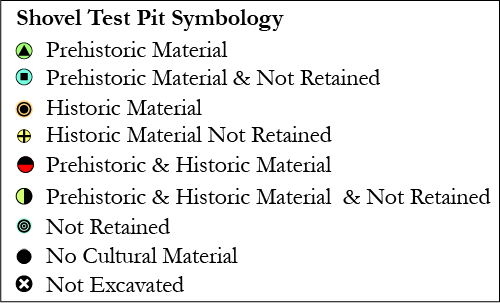 Shovel Test Pit Symbology
Prehistoric Material
Prehistoric Material & Not Retained
Historic Material
Historic Material Not Retained
Prehistoric & Historic Material
Prehistoric & Historic Material & Not Retained
Not Retained
No Cultural Material
Not Excavated